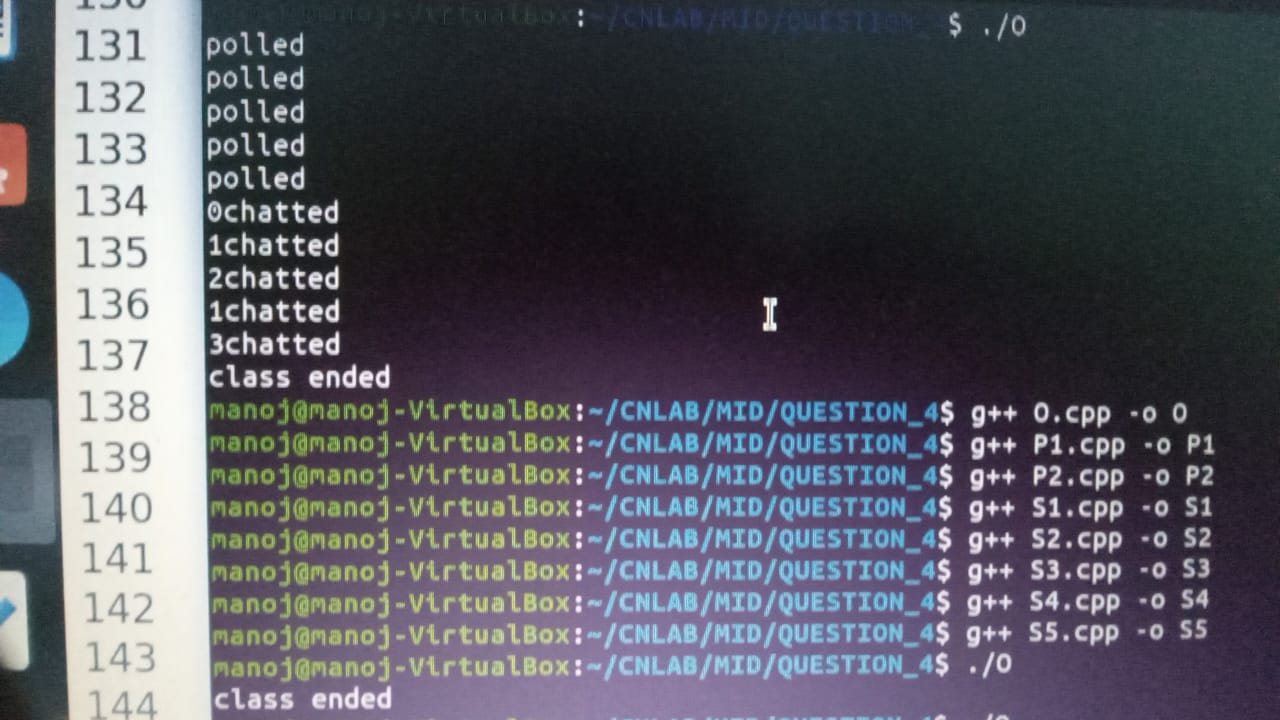 manoj@manoj-VirtualBox:~/CNLAB/MID/QUESTION_ $ ./O
131
polled
132
polled
polled
133
polled
134
polled
0chatted
135
1chatted
136
2chatted
1chatted
137
3chatted
class ended
138
manoj@manoj-VirtualBox:~/CNLAB/MID/QUESTION_4$ g++ O.cpp -o O
139
manoj@manoj-VirtualBox:~/CNLAB/MID/QUESTION_4$ g++ P1.cpp -o P1
manoj@manoj-VirtualBox:~/CNLAB/MID/QUESTION_4$ g++ P2.cpp -o P2
140
manoj@manoj-VirtualBox:~/CNLAB/MID/QUESTION_4$ g++ S1.cpp -o S1
manoj@manoj-VirtualBox:~/CNLAB/MID/QUESTION_4$ g++ S2.cpp -o S2
141
manoj@manoj-VirtualBox:~/CNLAB/MID/QUESTION_4$ g++ S3.cpp -o S3
142
manoj@manoj-VirtualBox:~/CNLAB/MID/QUESTION_4$ g++ S4.cpp -o S4
manoj@manoj-VirtualBox:~/CNLAB/MID/QUESTION_4$ g++ S5.cpp -o S5
143
manoj@manoj-VirtualBox:~/CNLAB/MID/QUESTION_4$ ./O
144
class ended